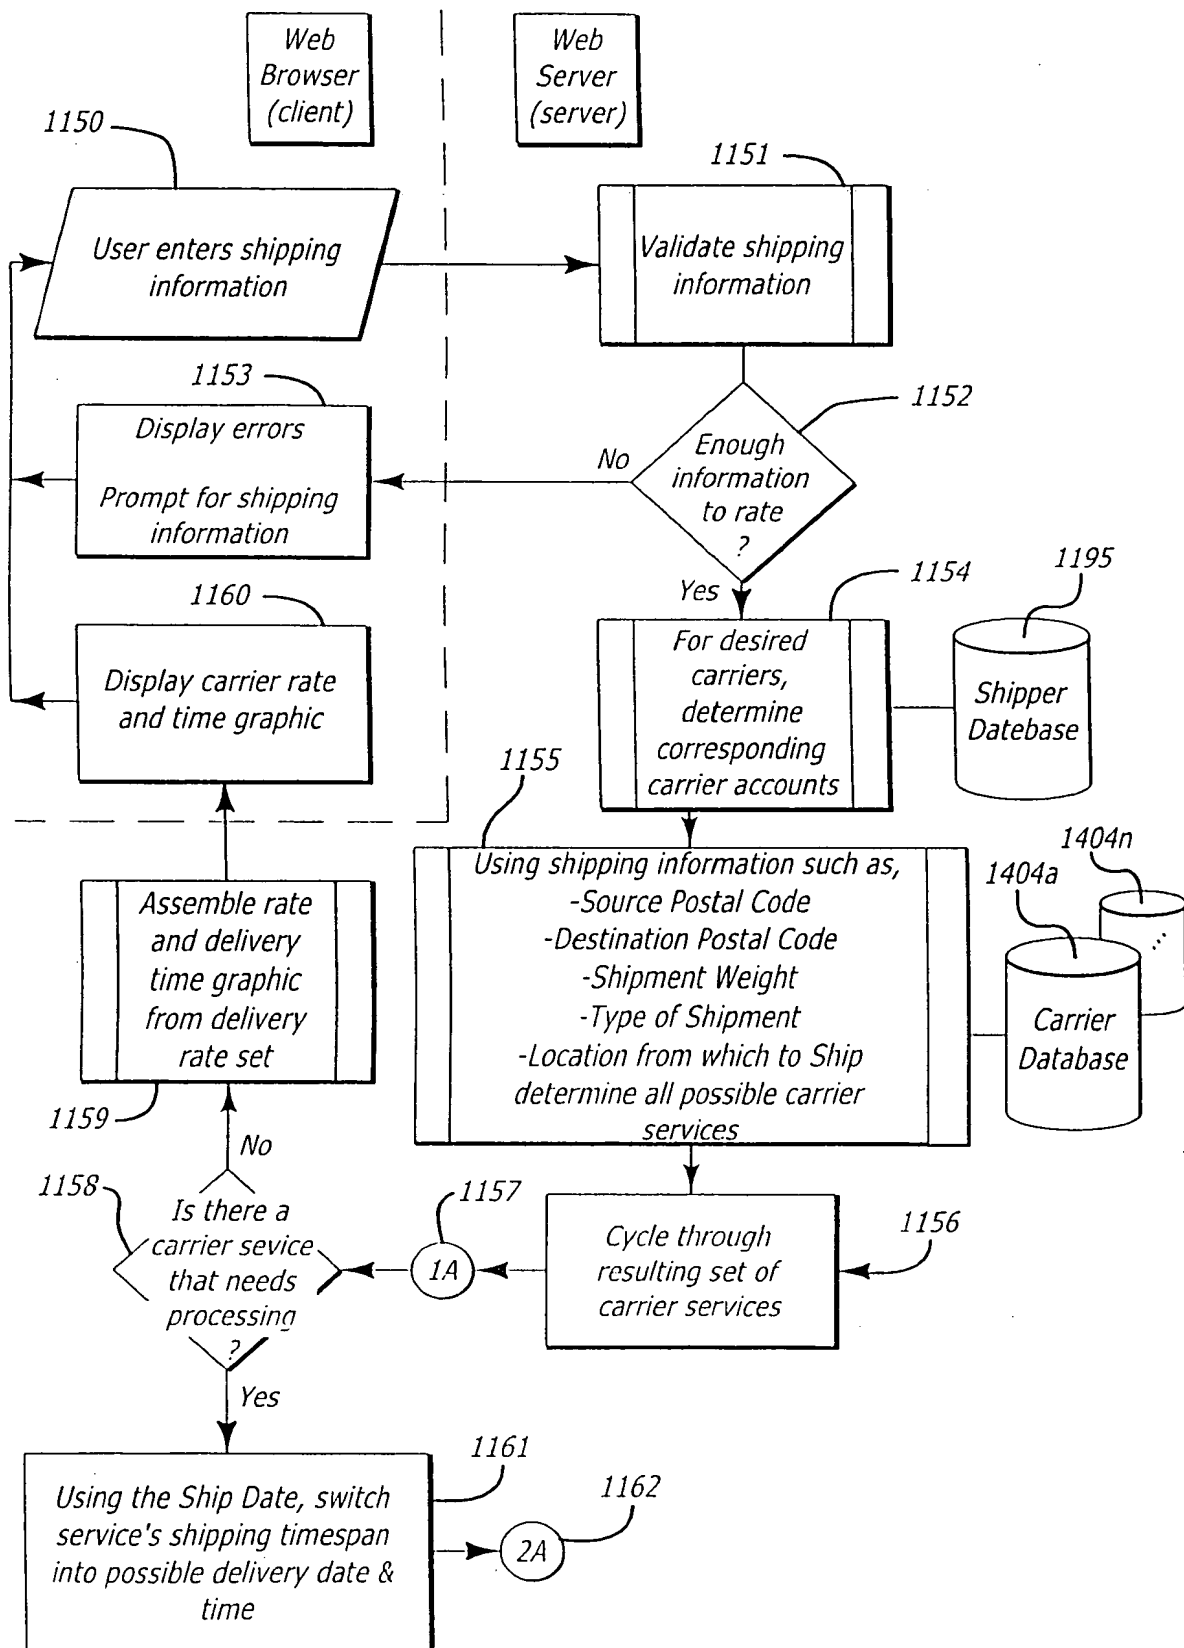 Web
Browser
(client)
Web
Server
(server)
1150
1151
User enters shipping
information
Validate shipping
information
1153
1152
Display errors
Prompt for shipping
information
No
Enough
information
to rate
?
Yes
1160
1154
1195
Display carrier rate
and time graphic
For desired
carriers,
determine
corresponding
carrier accounts
Shipper
Datebase
1155
1404n
1404a
Assemble rate
and delivery
time graphic
from delivery
rate set
Using shipping information such as,
-Source Postal Code
-Destination Postal Code
-Shipment Weight
-Type of Shipment
-Location from which to Ship
determine all possible carrier
services
...
Carrier
Database
1159
No
1158
1157
1156
Is there a
carrier sevice
that needs
processing
?
1A
Cycle through
resulting set of
carrier services
Yes
1161
1162
Using the Ship Date, switch
service's shipping timespan
into possible delivery date &
time
2A